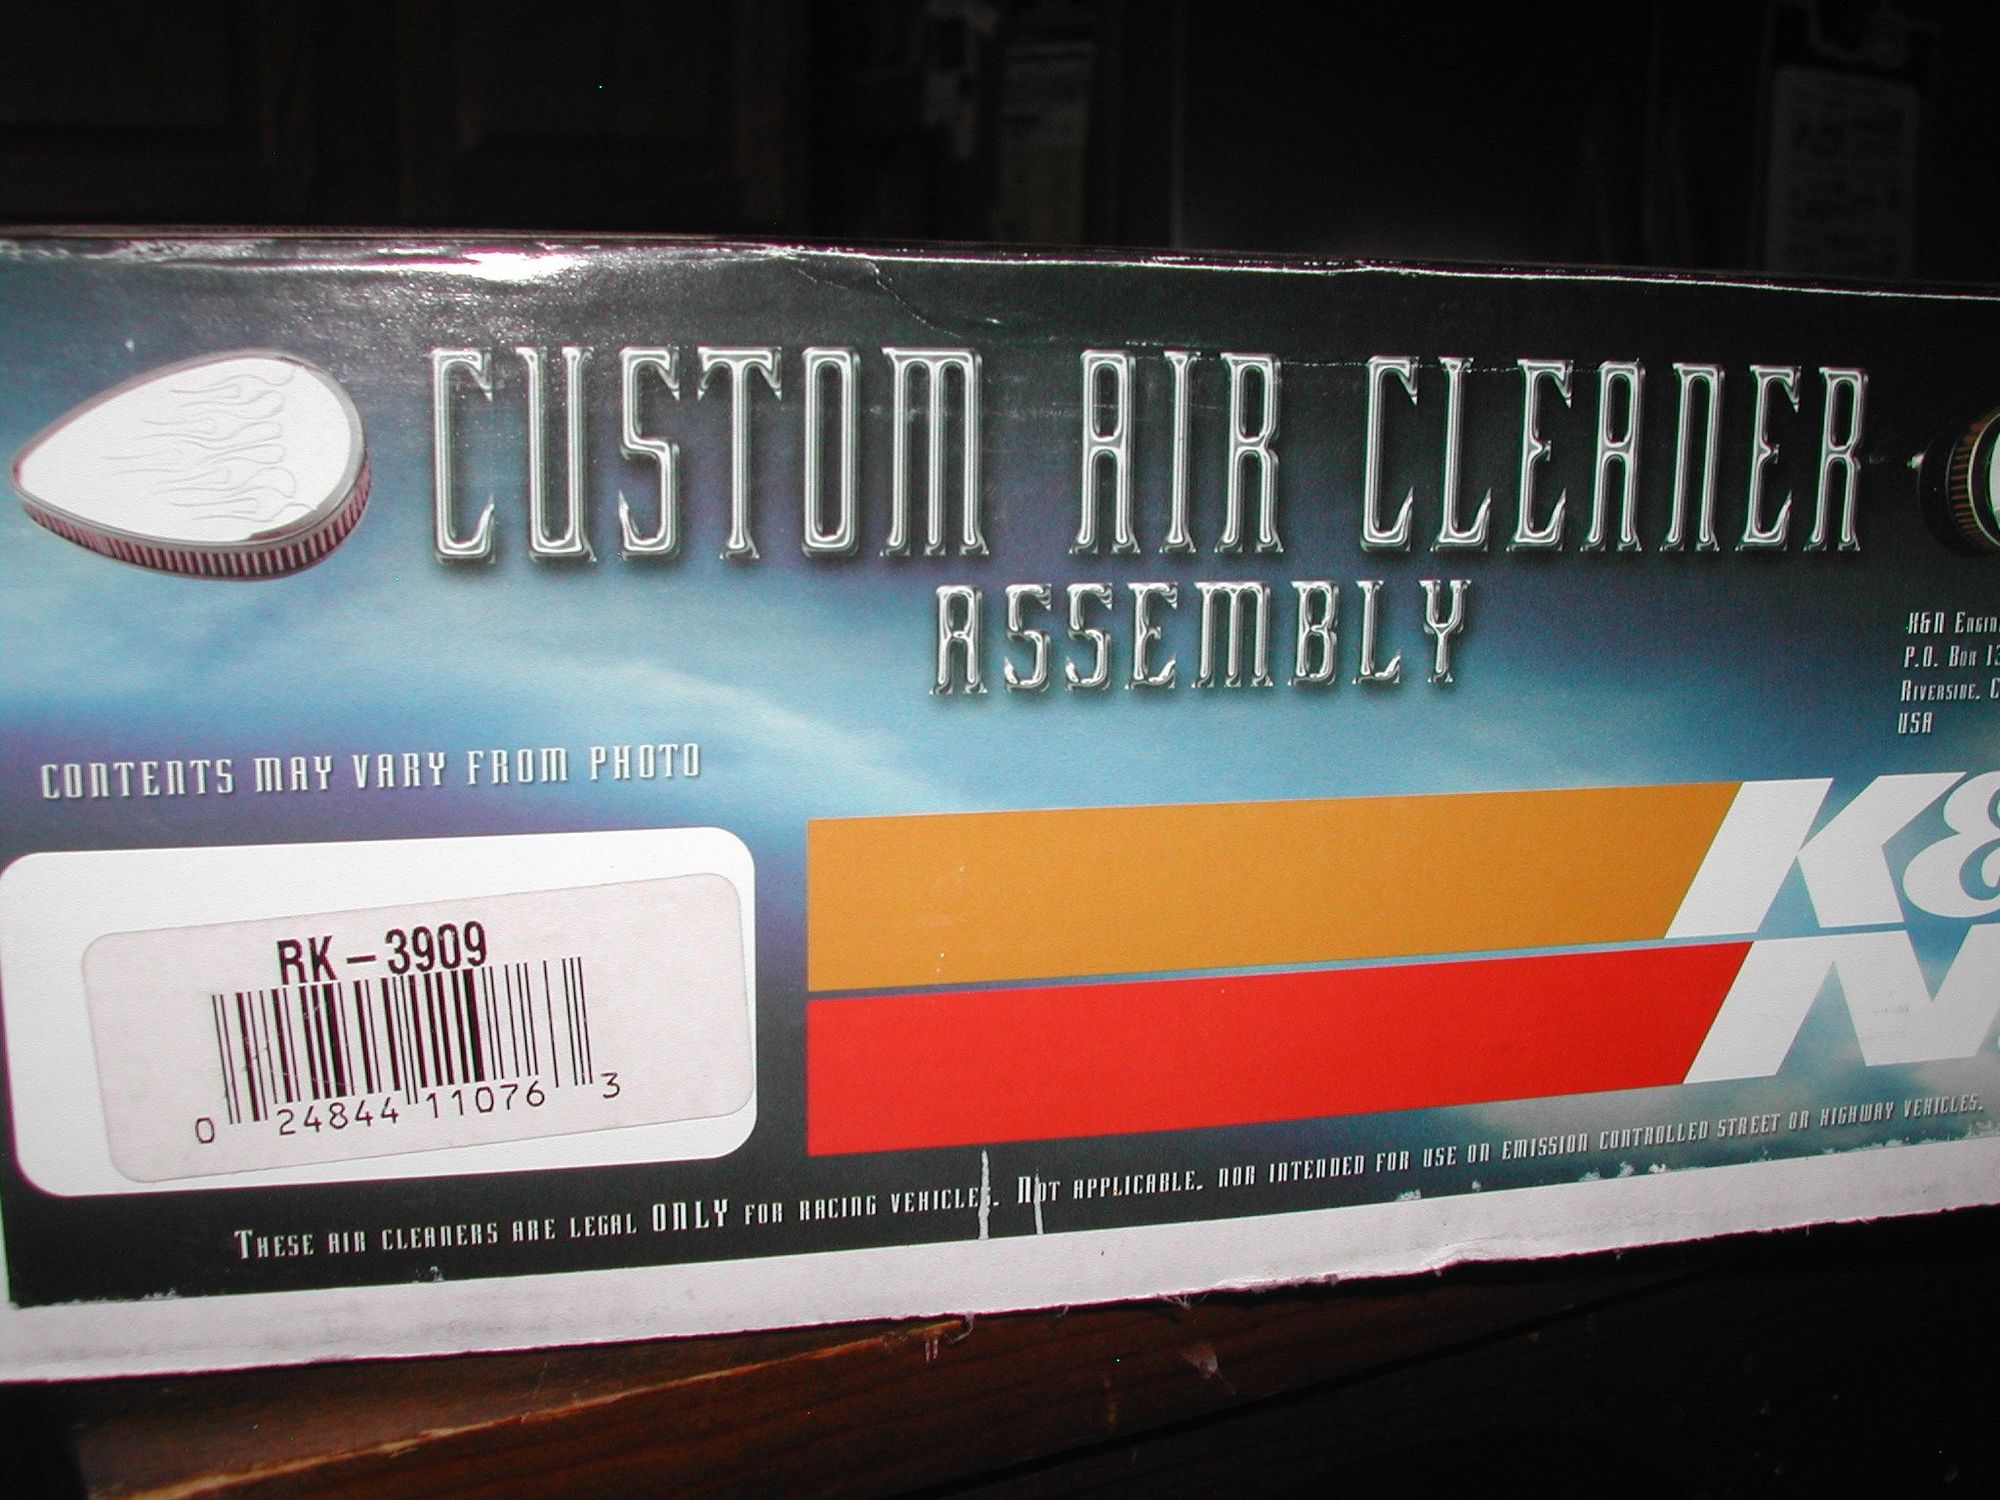 CUSTOM AIR CLEANER
ASSEMBLY
K&N
P.O. Box
RIVERSIDE,
USA
CONTENTS MAY VARY FROM PHOTO
K&
N
RK-3909
0 24844 11076 3
THESE AIR CLEANERS ARE LEGAL ONLY FOR RACING VEHICLES. NOT APPLICABLE, NOR INTENDED FOR USE ON EMISSION CONTROLLED STREET OR HIGHWAY VEHICLES.